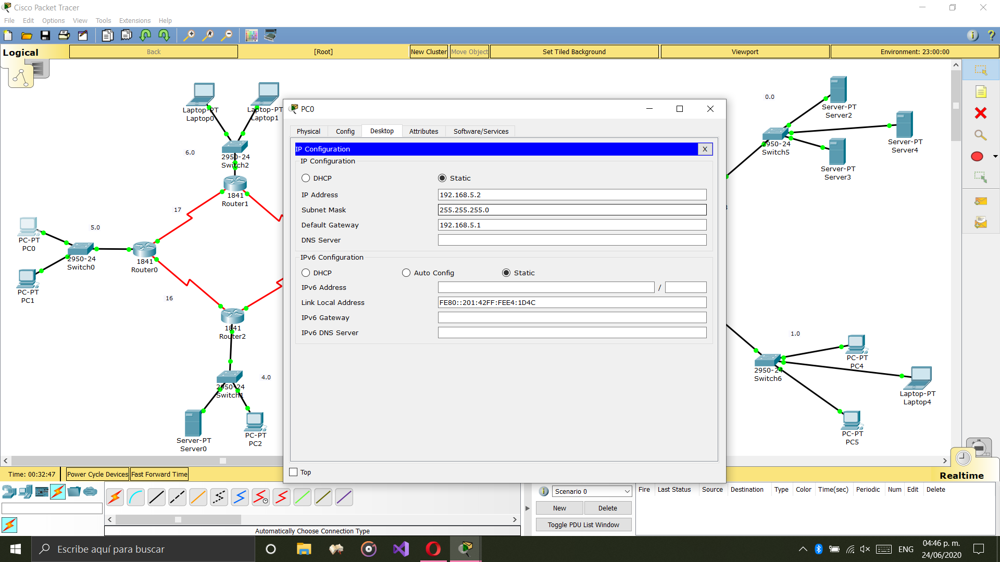 Cisco Packet Tracer
File Edit Options View Tools Extensions Help
Logical Back [Root] New Cluster Move Object Set Tiled Background Viewport Environment: 23:00:00
Laptop-PT
Laptop0
Laptop-PT
Laptop1
6.0
2950-24
Switch2
1841
Router1
17
5.0
PC-PT
PC0
2950-24
Switch0
1841
Router0
PC-PT
PC1
16
1841
Router2
4.0
2950-24
Switch1
Server-PT
Server0
PC-PT
PC2
PC0
Physical Config Desktop Attributes Software/Services
IP Configuration X
IP Configuration
DHCP Static
IP Address 192.168.5.2
Subnet Mask 255.255.255.0
Default Gateway 192.168.5.1
DNS Server
IPv6 Configuration
DHCP Auto Config Static
IPv6 Address /
Link Local Address FE80::201:42FF:FEE4:1D4C
IPv6 Gateway
IPv6 DNS Server
Top
0.0
Server-PT
Server2
2950-24
Switch5
Server-PT
Server4
Server-PT
Server3
1.0
PC-PT
PC4
2950-24
Switch6
Laptop-PT
Laptop4
PC-PT
PC5
Time: 00:32:47 Power Cycle Devices Fast Forward Time Realtime
Scenario 0
New Delete
Toggle PDU List Window
Fire Last Status Source Destination Type Color Time(sec) Periodic Num Edit Delete
Automatically Choose Connection Type
Escribe aquí para buscar
ENG
04:46 p. m.
24/06/2020